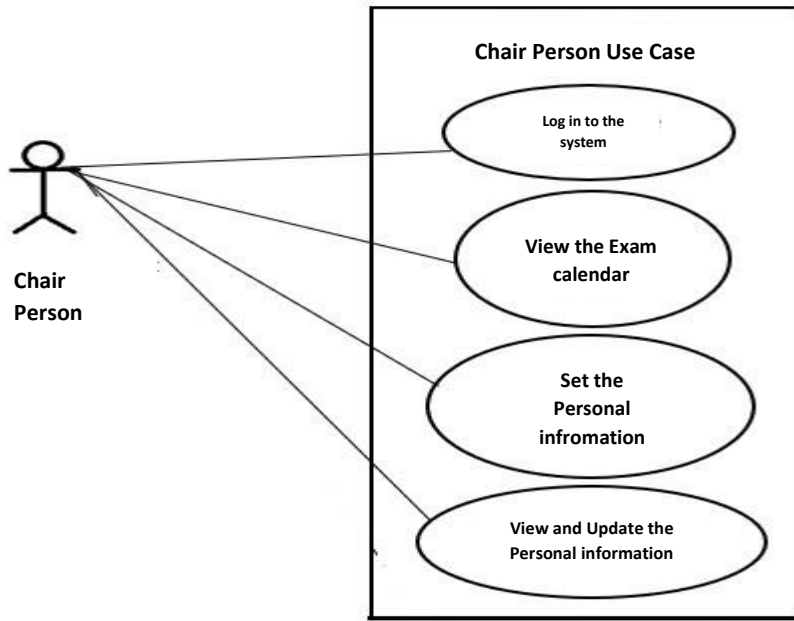 Chair Person Use Case
Log in to the
system
View the Exam
calendar
Chair
Person
Set the
Personal
infromation
View and Update the
Personal information